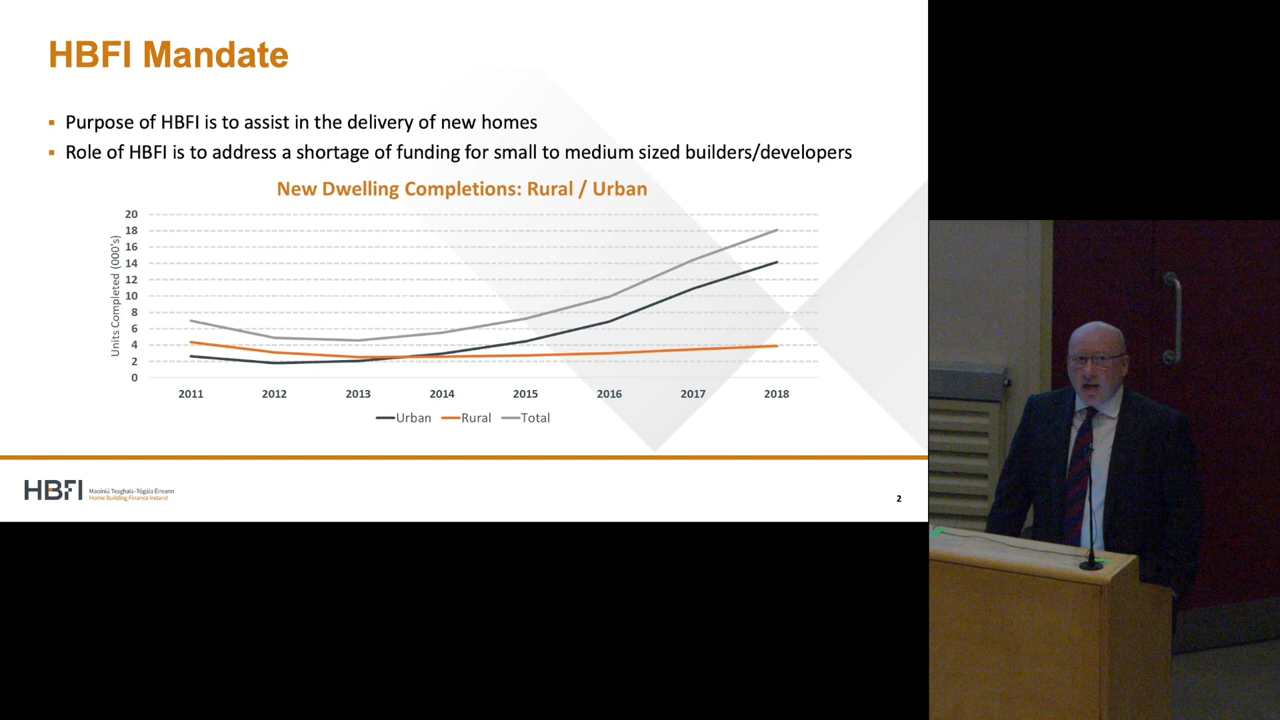 HBFI Mandate
▪ Purpose of HBFI is to assist in the delivery of new homes
▪ Role of HBFI is to address a shortage of funding for small to medium sized builders/developers
New Dwelling Completions: Rural / Urban
Units Completed (000's)
20
18
16
14
12
10
8
6
4
2
0
2011 2012 2013 2014 2015 2016 2017 2018
Urban Rural Total
HBFI
Maoiniú Teaghais-Tógála Éireann
Home Building Finance Ireland
2